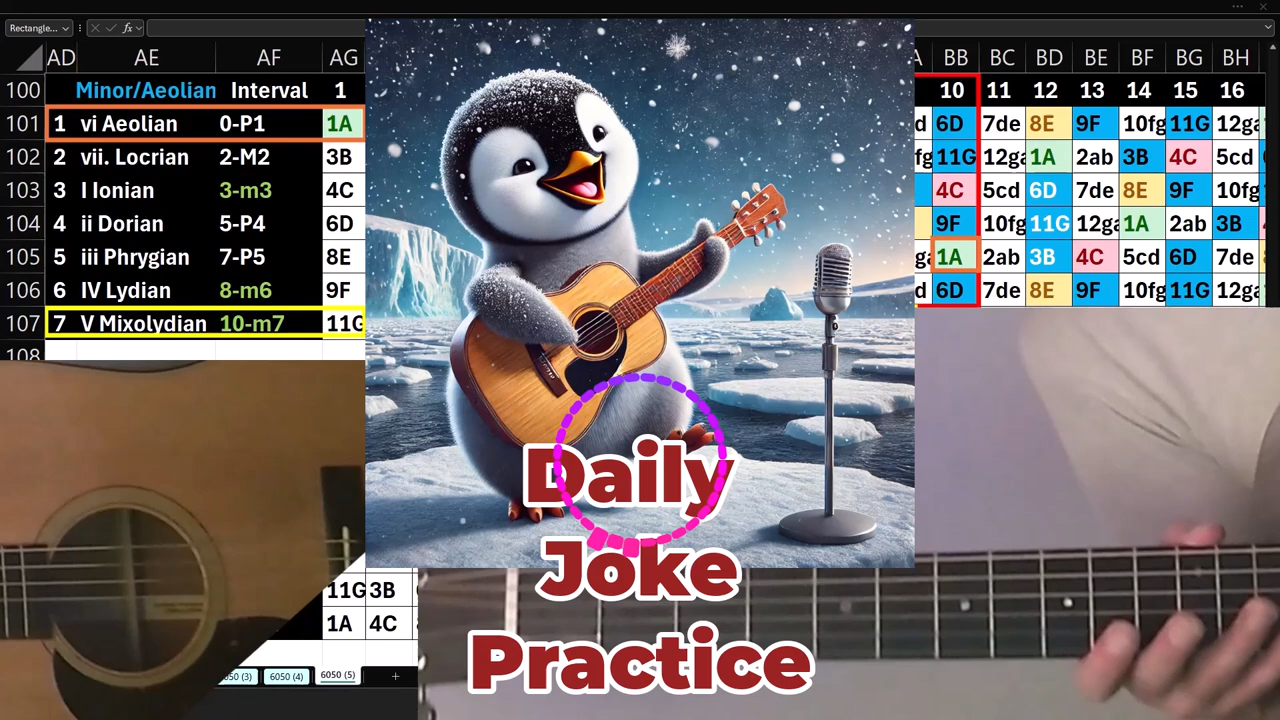 Rectangle...
fx
AD AE AF AG BB BC BD BE BF BG BH
100 Minor/Aeolian Interval 1 10 11 12 13 14 15 16
101 1 vi Aeolian 0-P1 1A 6D 7de 8E 9F 10fg 11G 12ga
102 2 vii. Locrian 2-M2 3B 11G 12ga 1A 2ab 3B 4C 5cd
103 3 I Ionian 3-m3 4C 4C 5cd 6D 7de 8E 9F 10fg
104 4 ii Dorian 5-P4 6D 9F 10fg 11G 12ga 1A 2ab 3B
105 5 iii Phrygian 7-P5 8E 1A 2ab 3B 4C 5cd 6D 7de
106 6 IV Lydian 8-m6 9F 6D 7de 8E 9F 10fg 11G 12ga
107 7 V Mixolydian 10-m7 11G
108
Daily
Joke
Practice
11G 3B
1A 4C
6050 (4) 6050 (5) +